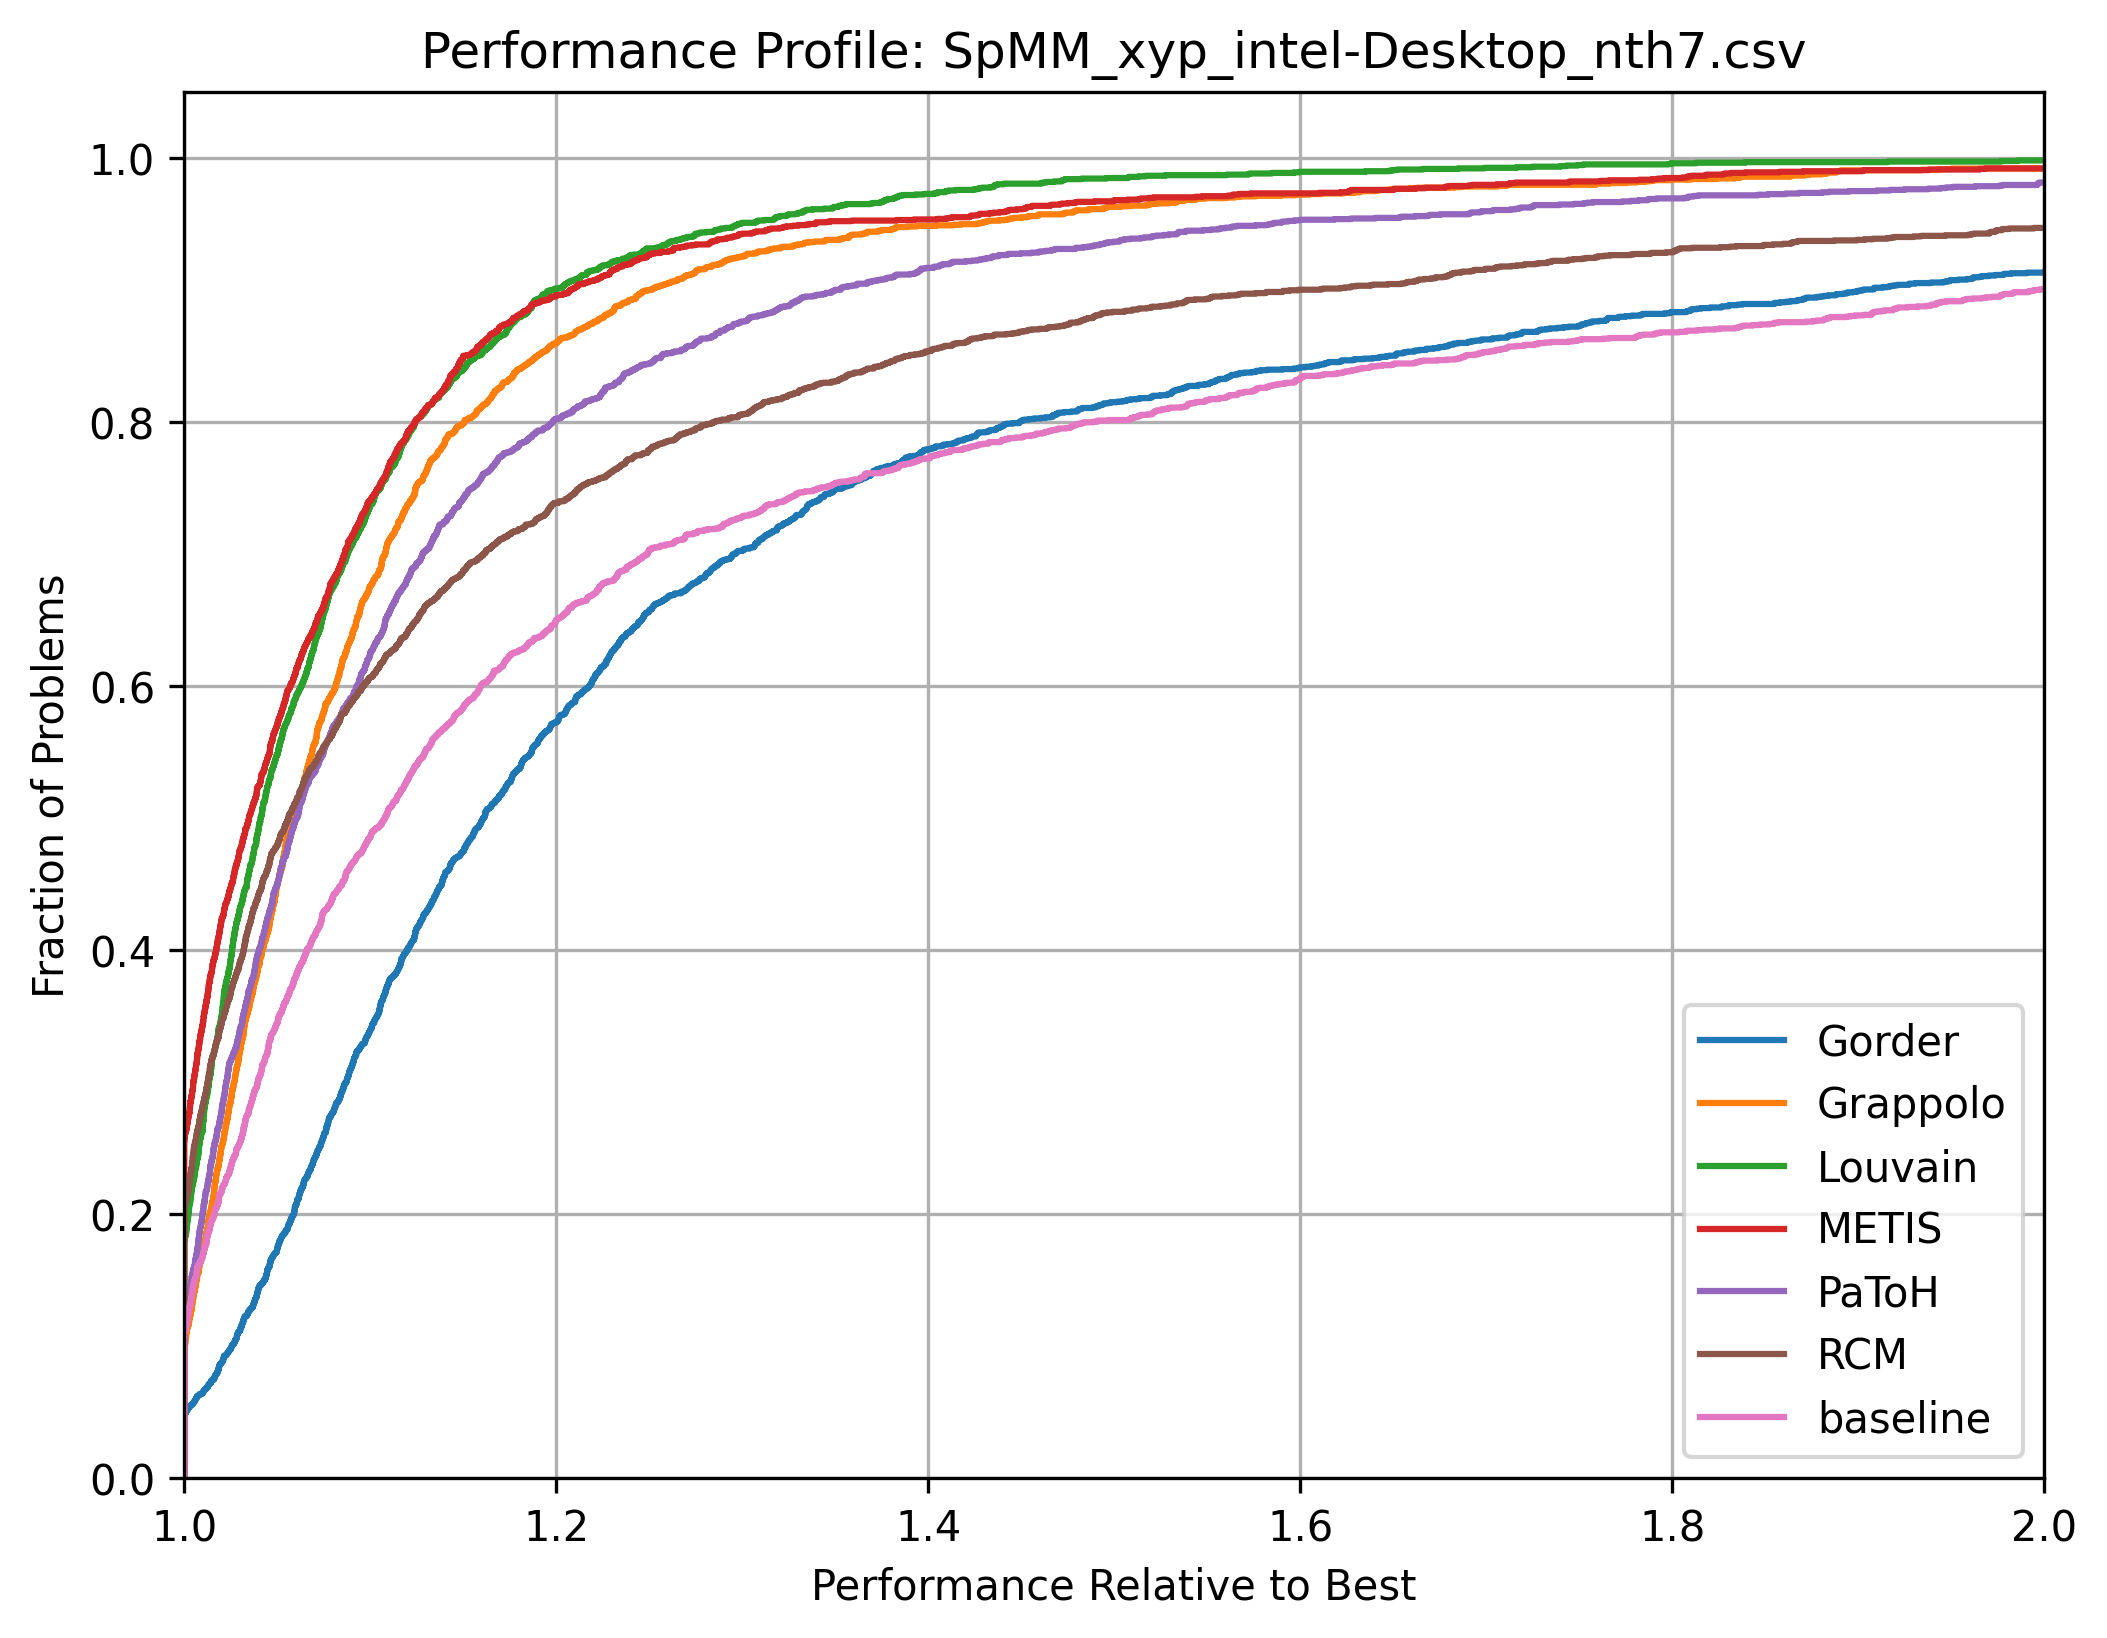 Performance Profile: SpMM_xyp_intel-Desktop_nth7.csv
Fraction of Problems
1.0
0.8
0.6
0.4
0.2
0.0
1.0 1.2 1.4 1.6 1.8 2.0
Performance Relative to Best
Gorder
Grappolo
Louvain
METIS
PaToH
RCM
baseline